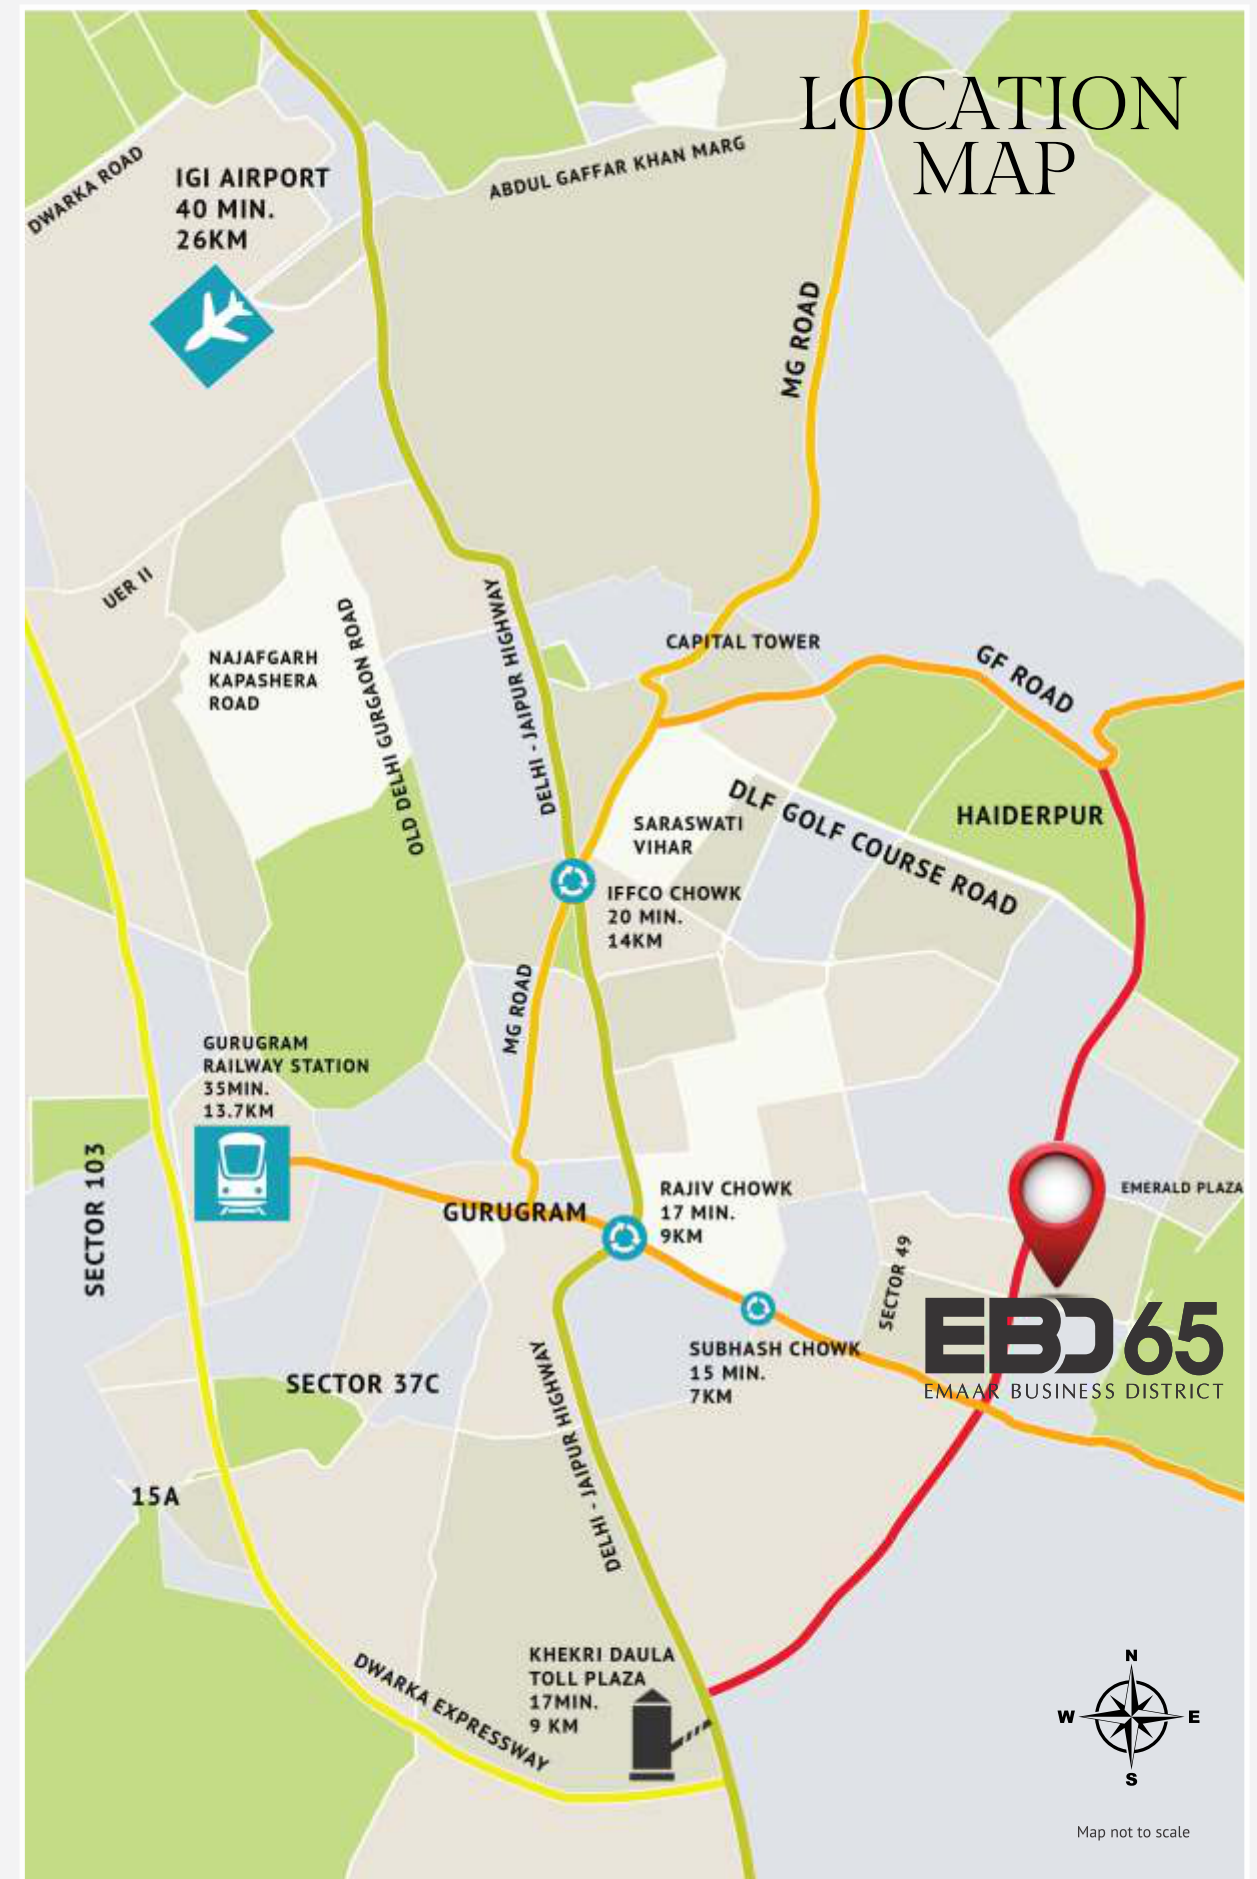 LOCATION
MAP
DWARKA ROAD
IGI AIRPORT
40 MIN.
26KM
ABDUL GAFFAR KHAN MARG
MG ROAD
UER II
NAJAFGARH
KAPASHERA
ROAD
OLD DELHI GURGAON ROAD
DELHI - JAIPUR HIGHWAY
CAPITAL TOWER
GF ROAD
HAIDERPUR
DLF GOLF COURSE ROAD
SARASWATI
VIHAR
IFFCO CHOWK
20 MIN.
14KM
MG ROAD
GURUGRAM
RAILWAY STATION
35MIN.
13.7KM
SECTOR 103
GURUGRAM
RAJIV CHOWK
17 MIN.
9KM
EMERALD PLAZA
SECTOR 49
EBD 65
EMAAR BUSINESS DISTRICT
SUBHASH CHOWK
15 MIN.
7KM
SECTOR 37C
DELHI - JAIPUR HIGHWAY
15A
DWARKA EXPRESSWAY
KHEKRI DAULA
TOLL PLAZA
17MIN.
9 KM
N
W
E
S
Map not to scale